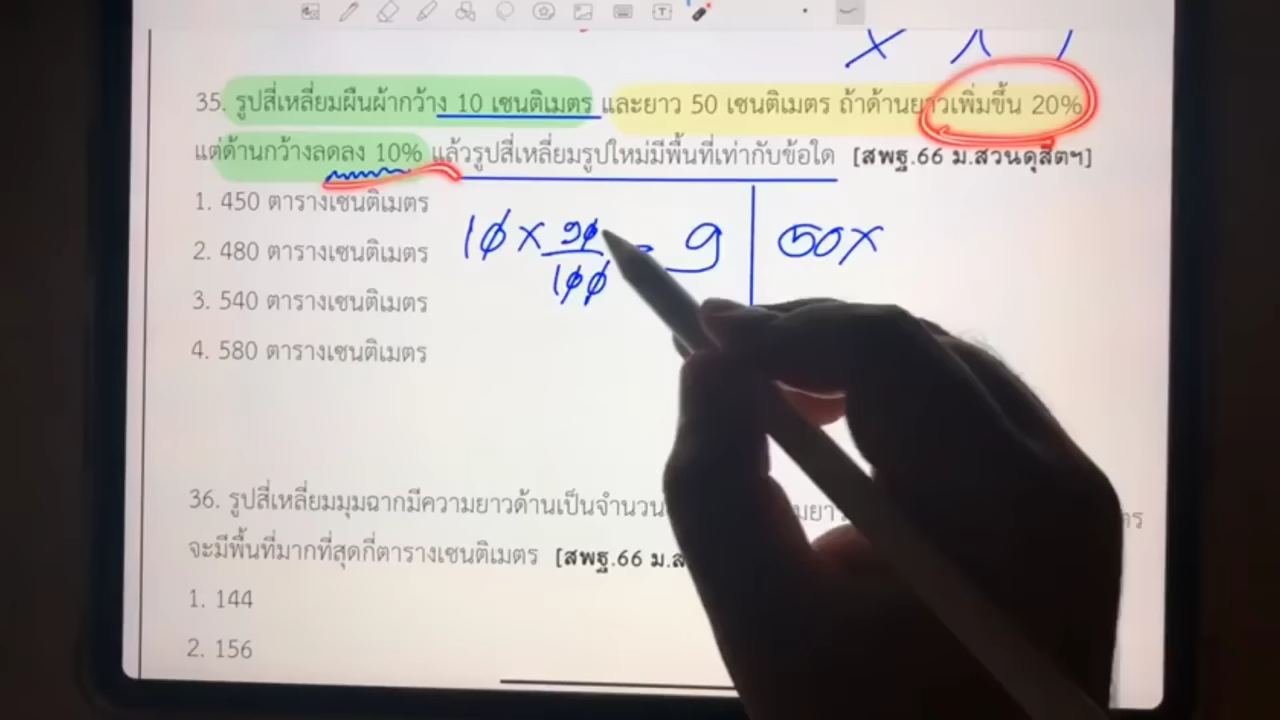 35. รูปสี่เหลี่ยมผืนผ้ากว้าง 10 เซนติเมตร และยาว 50 เซนติเมตร ถ้าด้านยาวเพิ่มขึ้น 20%
แต่ด้านกว้างลดลง 10% แล้วรูปสี่เหลี่ยมรูปใหม่มีพื้นที่เท่ากับข้อใด [สพฐ.66 ม.สวนดุสิตฯ]
1. 450 ตารางเซนติเมตร
2. 480 ตารางเซนติเมตร
3. 540 ตารางเซนติเมตร
4. 580 ตารางเซนติเมตร
10 × 90/100 = 9
50 ×
36. รูปสี่เหลี่ยมมุมฉากมีความยาวด้านเป็นจำนวน
จะมีพื้นที่มากที่สุดกี่ตารางเซนติเมตร [สพฐ.66
1. 144
2. 156